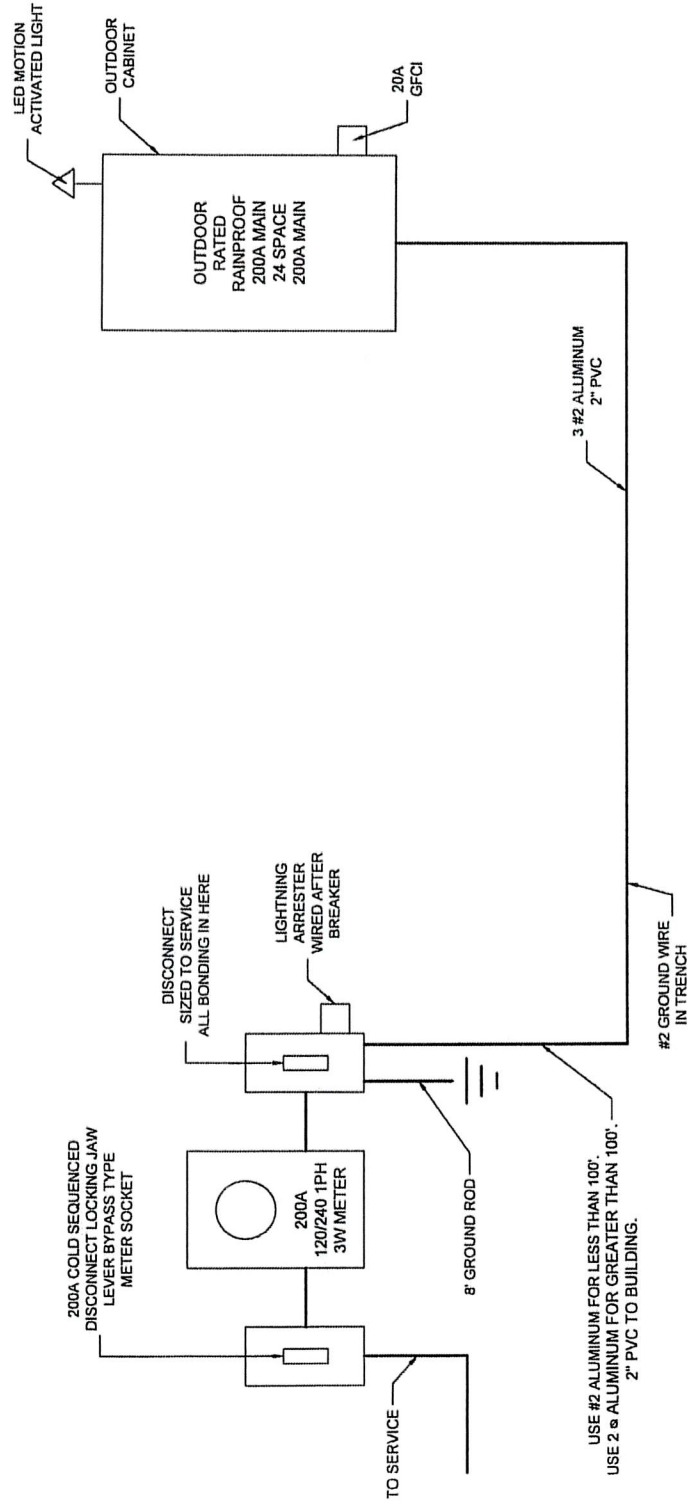 200A COLD SEQUENCED
DISCONNECT LOCKING JAW
LEVER BYPASS TYPE
METER SOCKET
200A
120/240 1PH
3W METER
DISCONNECT
SIZED TO SERVICE
ALL BONDING IN HERE
LIGHTNING
ARRESTER
WIRED AFTER
BREAKER
TO SERVICE
8' GROUND ROD
USE #2 ALUMINUM FOR LESS THAN 100'.
USE 2 ALUMINUM FOR GREATER THAN 100'.
2" PVC TO BUILDING.
#2 GROUND WIRE
IN TRENCH
3 #2 ALUMINUM
2" PVC
LED MOTION
ACTIVATED LIGHT
OUTDOOR
CABINET
OUTDOOR
RATED
RAINPROOF
200A MAIN
24 SPACE
200A MAIN
20A
GFCI